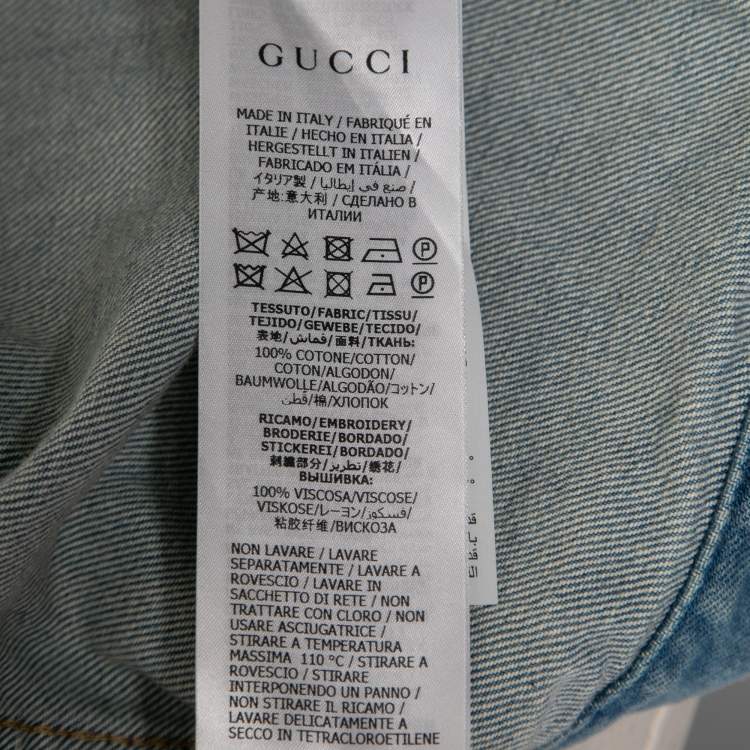 GUCCI
MADE IN ITALY / FABRIQUÉ EN
ITALIE / HECHO EN ITALIA /
HERGESTELLT IN ITALIEN /
FABRICADO EM ITÁLIA /
イタリア製 / صنع في إيطاليا /
产地:意大利 / СДЕЛАНО В
ИТАЛИИ
P
P
TESSUTO/FABRIC/TISSU/
TEJIDO/GEWEBE/TECIDO/
表地/قماش/面料/ТКАНЬ:
100% COTONE/COTTON/
COTON/ALGODON/
BAUMWOLLE/ALGODÃO/コットン/
قطن/棉/ХЛОПОК
RICAMO/EMBROIDERY/
BRODERIE/BORDADO/
STICKEREI/BORDADO/
刺繍部分/تطريز/绣花/
ВЫШИВКА:
100% VISCOSA/VISCOSE/
VISKOSE/レーヨン/فسكوز/
粘胶纤维/ВИСКОЗА
NON LAVARE / LAVARE
SEPARATAMENTE / LAVARE A
ROVESCIO / LAVARE IN
SACCHETTO DI RETE / NON
TRATTARE CON CLORO / NON
USARE ASCIUGATRICE /
STIRARE A TEMPERATURA
MASSIMA 110 °C / STIRARE A
ROVESCIO / STIRARE
INTERPONENDO UN PANNO /
NON STIRARE IL RICAMO /
LAVARE DELICATAMENTE A
SECCO IN TETRACLOROETILENE